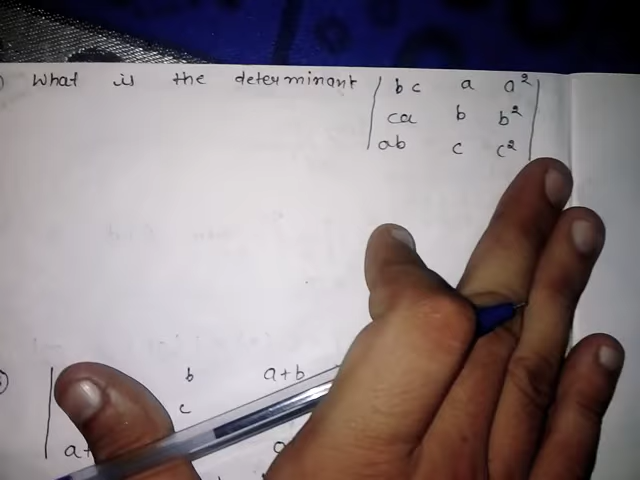 What is the determinant | bc a a² |
| ca b b² |
| ab c c² |
b a+b
c
a+